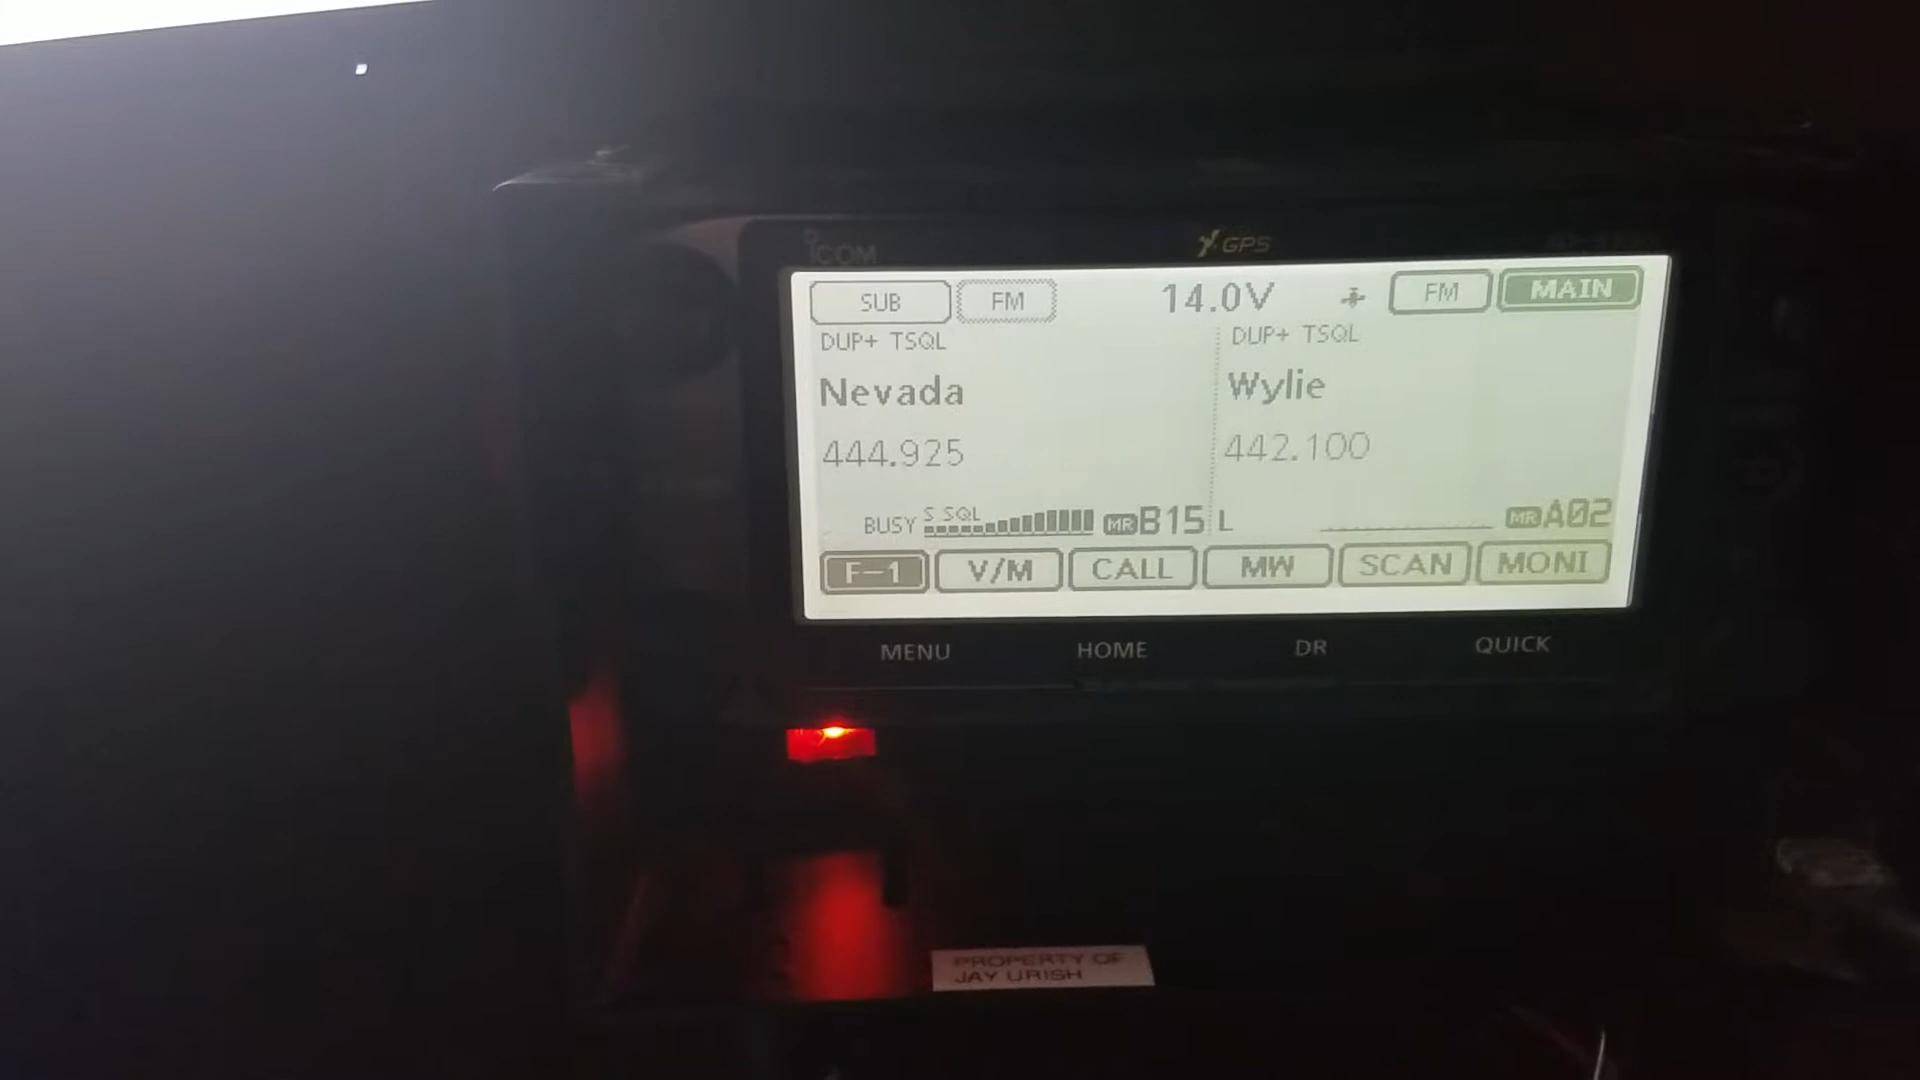 ICOM
GPS
SUB FM 14.0V FM MAIN
DUP+ TSQL DUP+ TSQL
Nevada Wylie
444.925 442.100
BUSY S SQL MR B15 L MR A02
F-1 V/M CALL MW SCAN MONI
MENU HOME DR QUICK
PROPERTY OF
JAY URISH